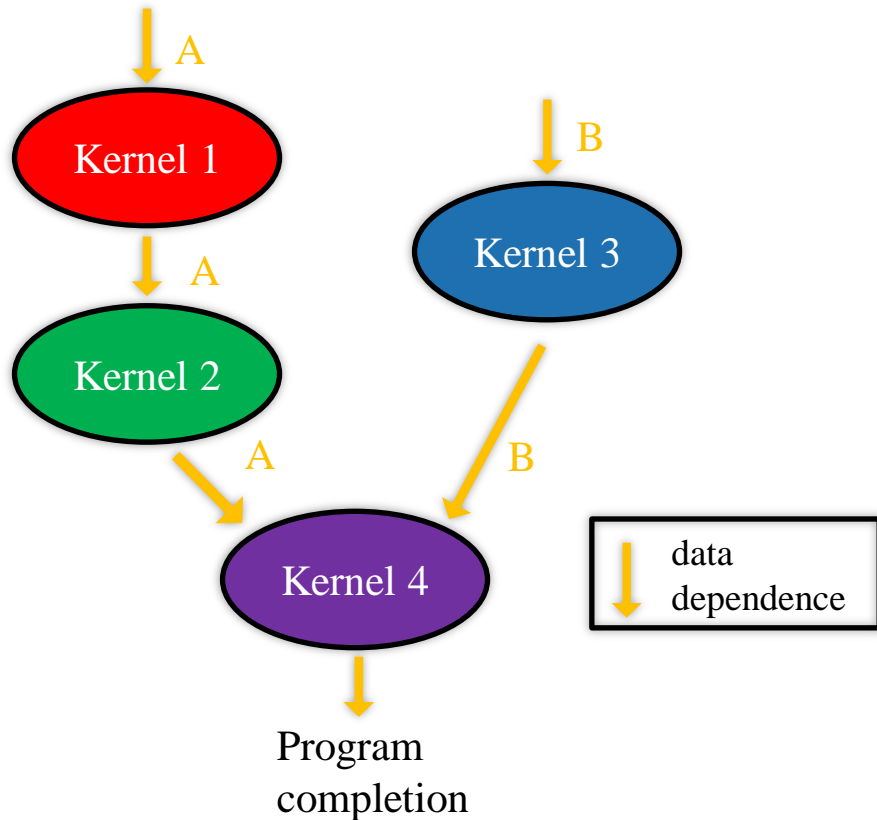 A
Kernel 1
B
Kernel 3
A
Kernel 2
A
B
Kernel 4
data
dependence
Program
completion